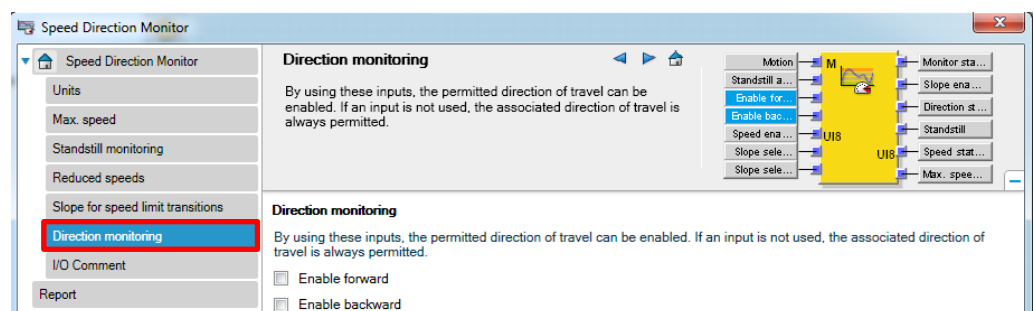 Speed Direction Monitor
Speed Direction Monitor
Units
Max. speed
Standstill monitoring
Reduced speeds
Slope for speed limit transitions
Direction monitoring
I/O Comment
Report
Direction monitoring
By using these inputs, the permitted direction of travel can be
enabled. If an input is not used, the associated direction of travel is
always permitted.
Motion
Standstill a...
Enable for...
Enable bac...
Speed ena...
Slope sele...
Slope sele...
M
UI8
UI8
Monitor sta...
Slope ena...
Direction st...
Standstill
Speed stat...
Max. spee...
Direction monitoring
By using these inputs, the permitted direction of travel can be enabled. If an input is not used, the associated direction of
travel is always permitted.
Enable forward
Enable backward